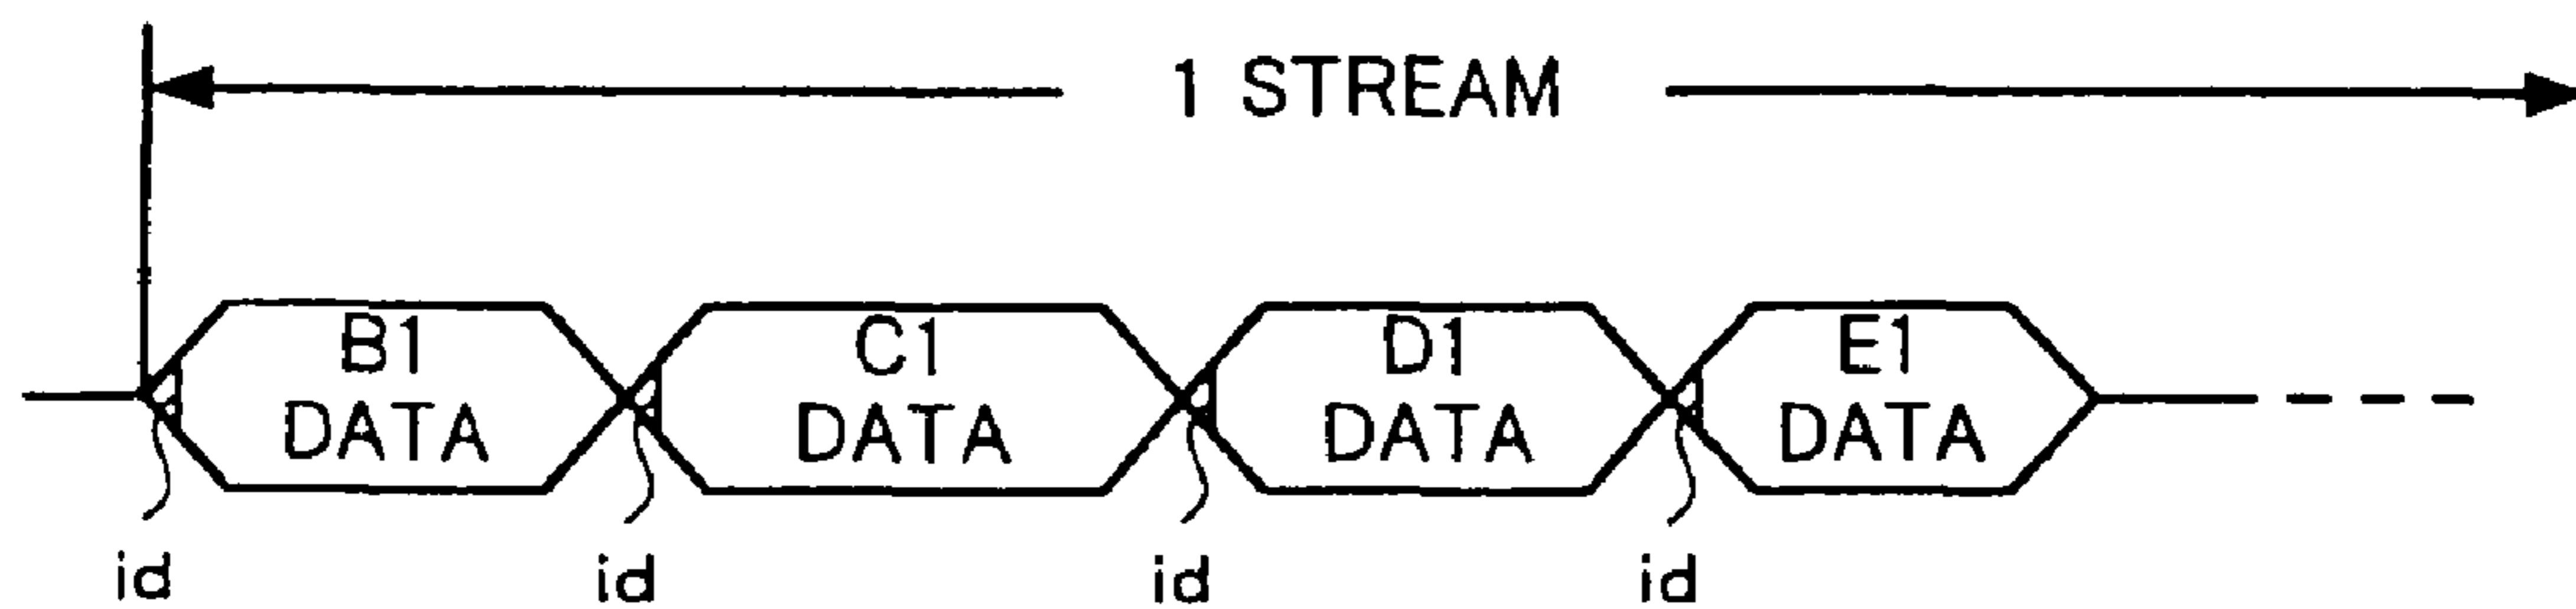 1 STREAM
B1
DATA
C1
DATA
D1
DATA
E1
DATA
id
id
id
id